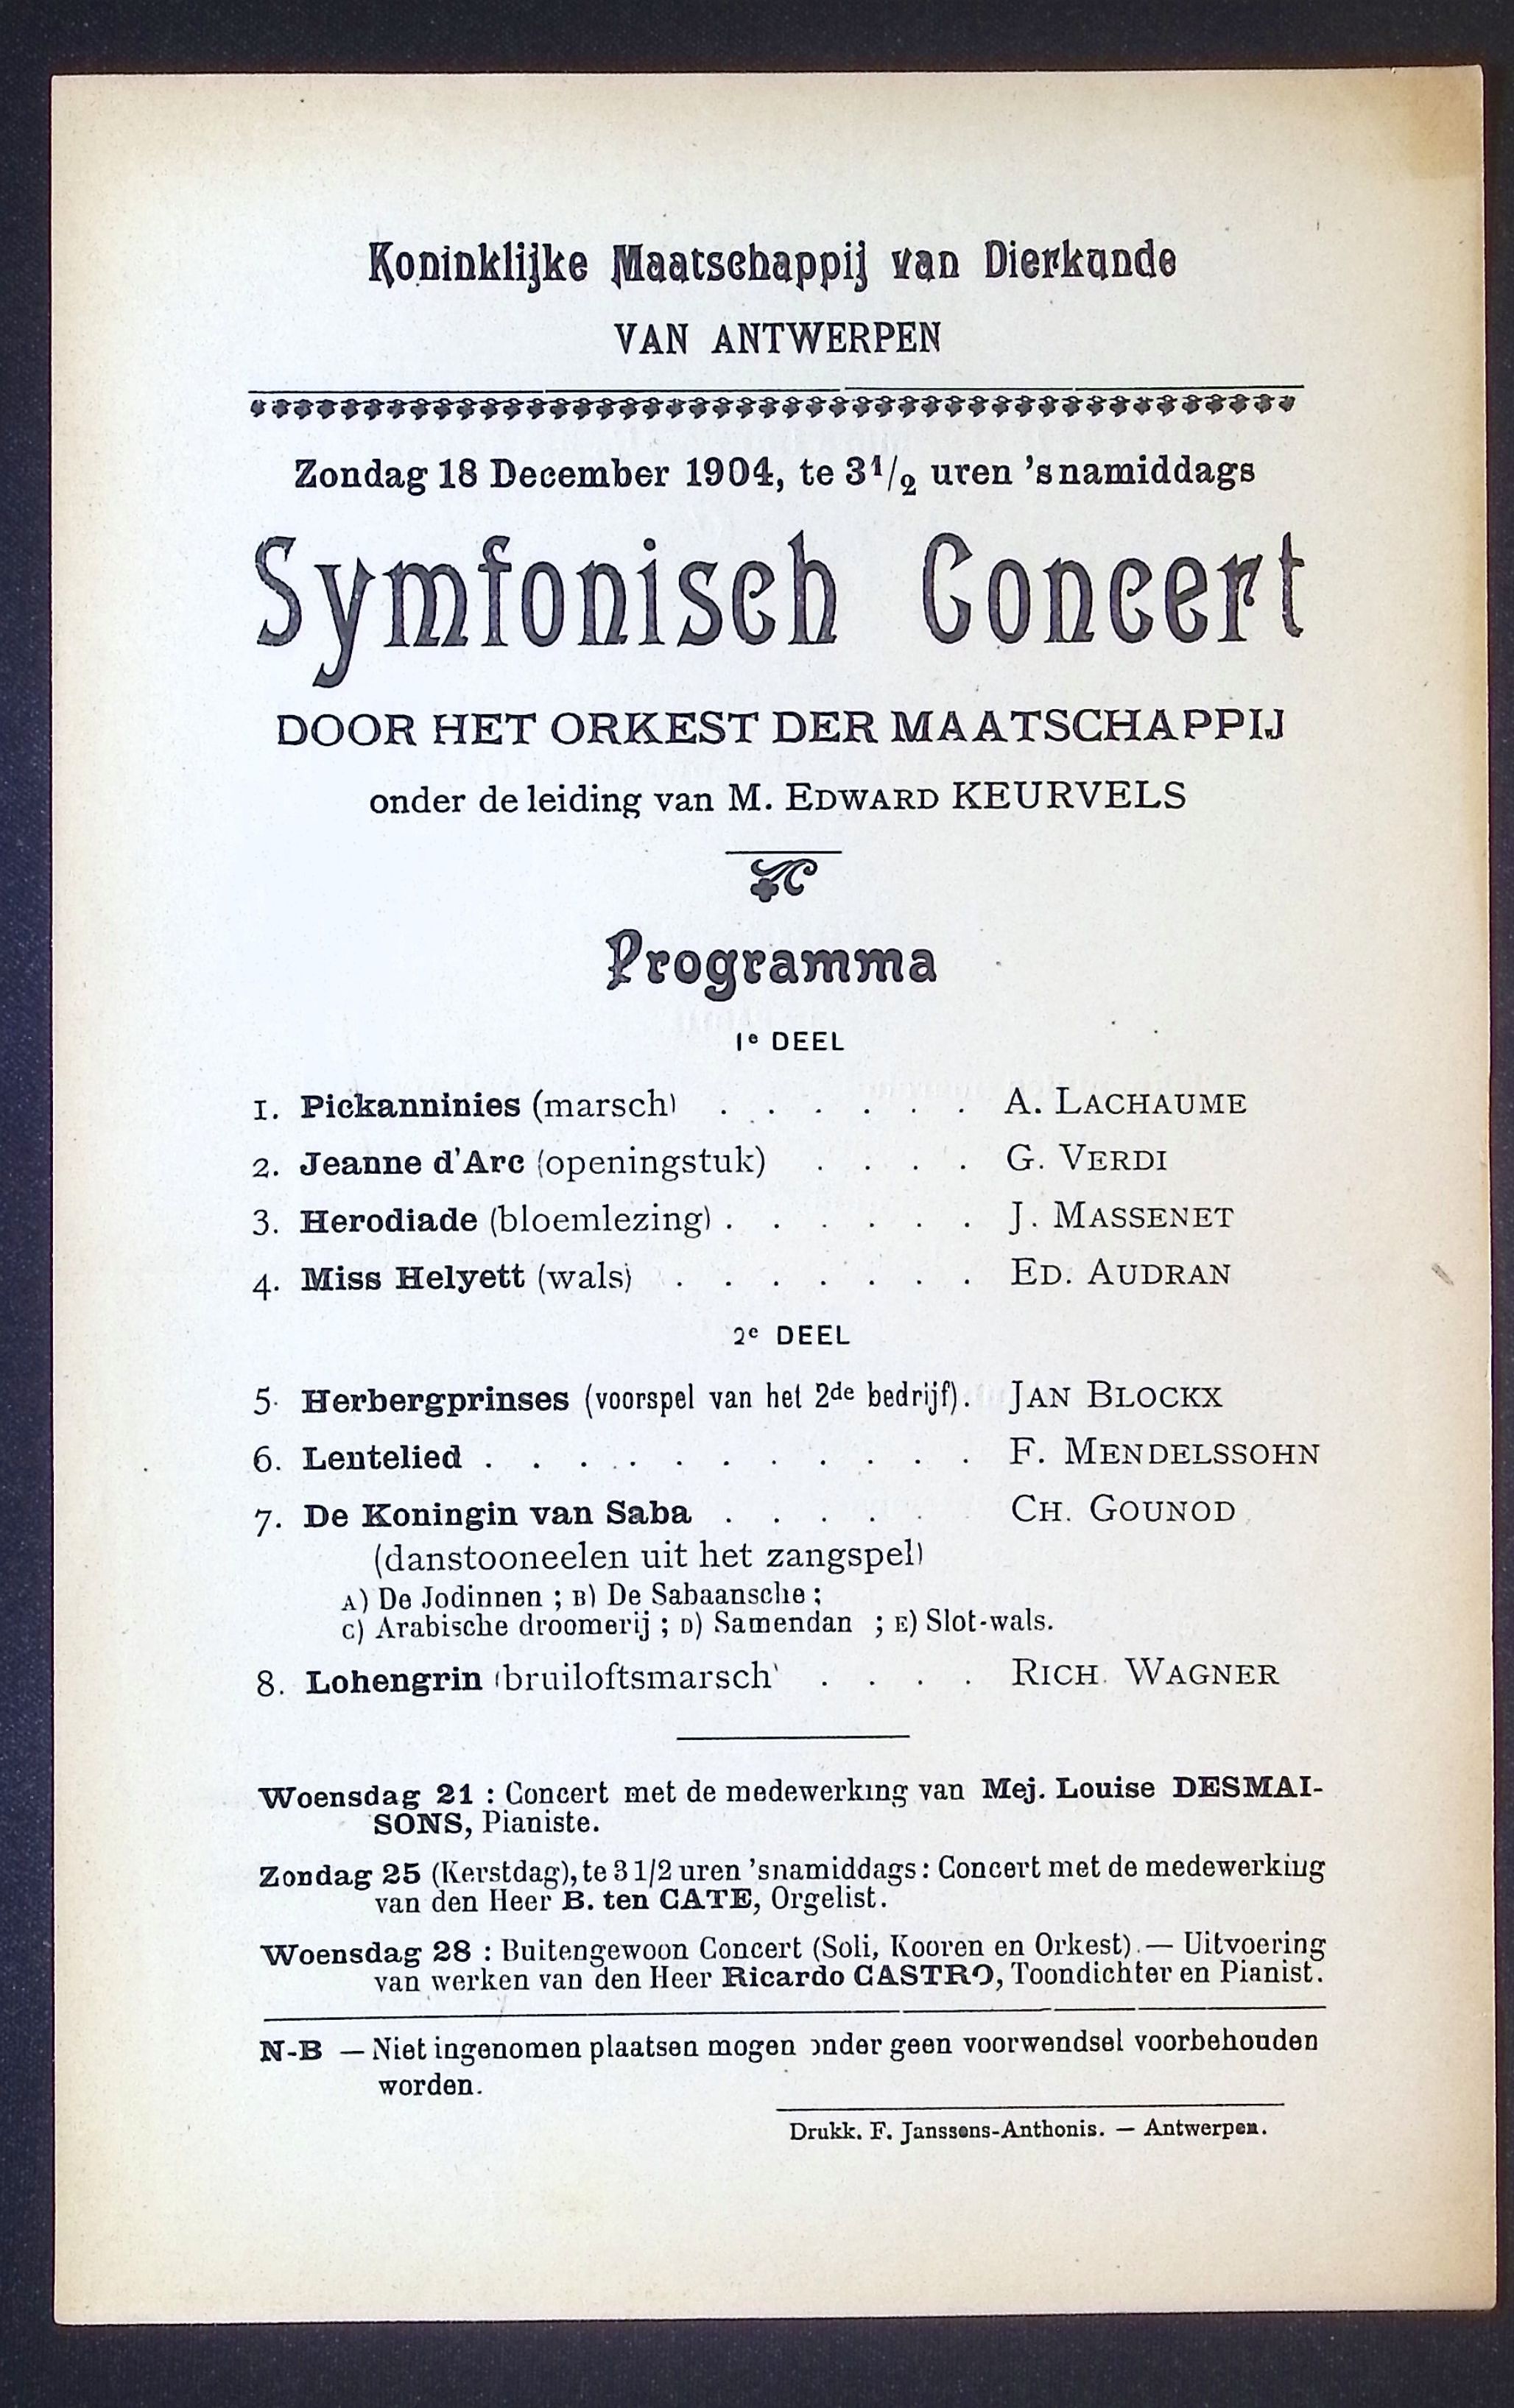 Koninklijke Maatschappij van Dierkunde
VAN ANTWERPEN
Zondag 18 December 1904, te 3 1/2 uren 'snamiddags
Symfonisch Concert
DOOR HET ORKEST DER MAATSCHAPPIJ
onder de leiding van M. EDWARD KEURVELS
Programma
1e DEEL
1. Pickanninies (marsch) . . . . . . A. LACHAUME
2. Jeanne d'Arc (openingstuk) . . . . G. VERDI
3. Herodiade (bloemlezing) . . . . . . J. MASSENET
4. Miss Helyett (wals) . . . . . . . ED. AUDRAN
2e DEEL
5. Herbergprinses (voorspel van het 2de bedrijf). JAN BLOCKX
6. Lentelied . . . . . . . . . . . F. MENDELSSOHN
7. De Koningin van Saba . . . . . CH. GOUNOD
(danstooneelen uit het zangspel)
A) De Jodinnen ; B) De Sabaansche ;
C) Arabische droomerij ; D) Samendan ; E) Slot-wals.
8. Lohengrin (bruiloftsmarsch) . . . . RICH. WAGNER
Woensdag 21 : Concert met de medewerking van Mej. Louise DESMAI-
SONS, Pianiste.
Zondag 25 (Kerstdag), te 3 1/2 uren 'snamiddags : Concert met de medewerking
van den Heer B. ten CATE, Orgelist.
Woensdag 28 : Buitengewoon Concert (Soli, Kooren en Orkest). — Uitvoering
van werken van den Heer Ricardo CASTRO, Toondichter en Pianist.
N-B — Niet ingenomen plaatsen mogen onder geen voorwendsel voorbehouden
worden.
Drukk. F. Janssens-Anthonis. — Antwerpen.